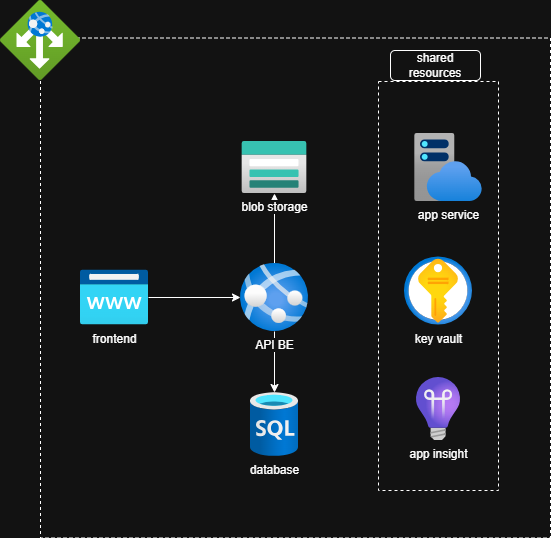 shared
resources
blob storage
app service
WWW
frontend
API BE
key vault
SQL
database
app insight